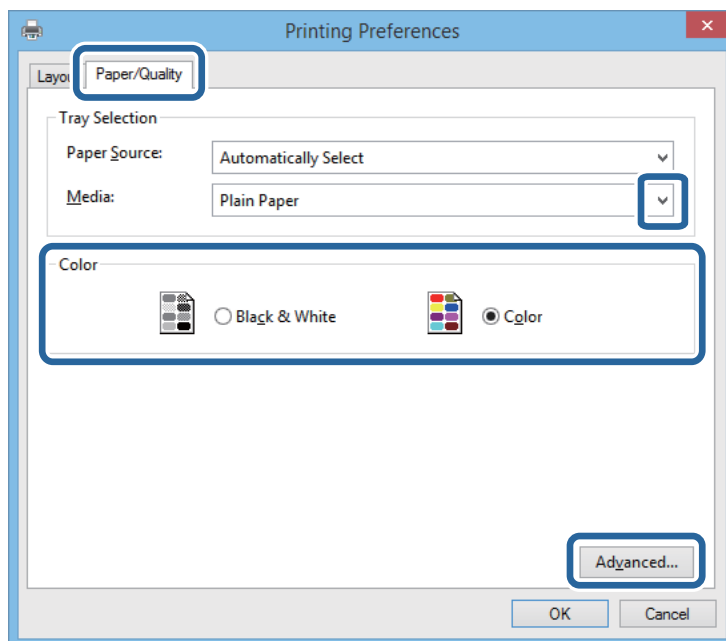 Printing Preferences
Layou
Paper/Quality
Tray Selection
Paper Source:
Automatically Select
Media:
Plain Paper
Color
Black & White
Color
Advanced...
OK
Cancel